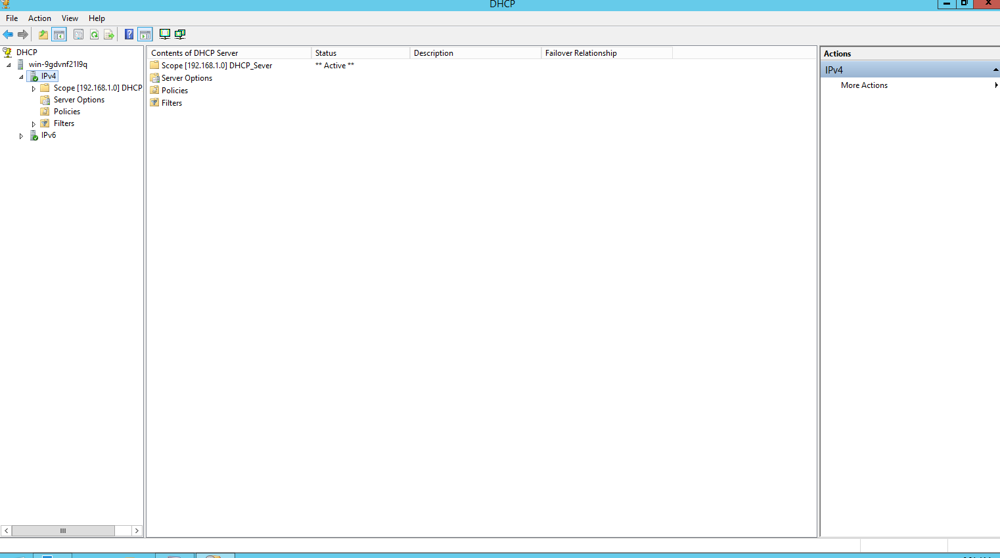 DHCP
File Action View Help
DHCP
win-9gdvnf21l9q
IPv4
Scope [192.168.1.0] DHCP
Server Options
Policies
Filters
IPv6
Contents of DHCP Server Status Description Failover Relationship
Scope [192.168.1.0] DHCP_Sever ** Active **
Server Options
Policies
Filters
Actions
IPv4
More Actions